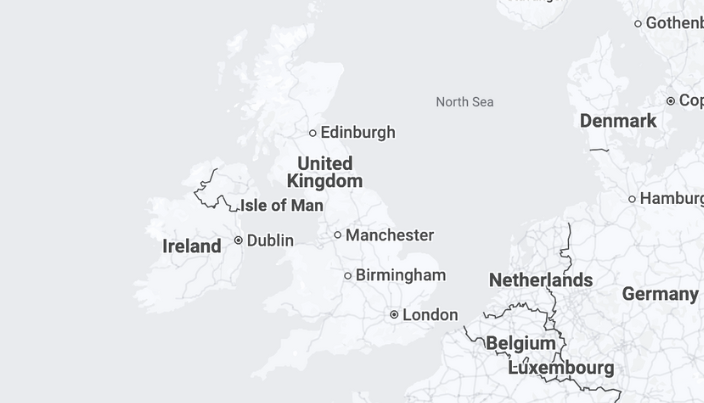 Gothenb
North Sea
Cop
Denmark
Edinburgh
United
Kingdom
Hamburg
Isle of Man
Manchester
Ireland
Dublin
Birmingham
Netherlands
Germany
London
Belgium
Luxembourg